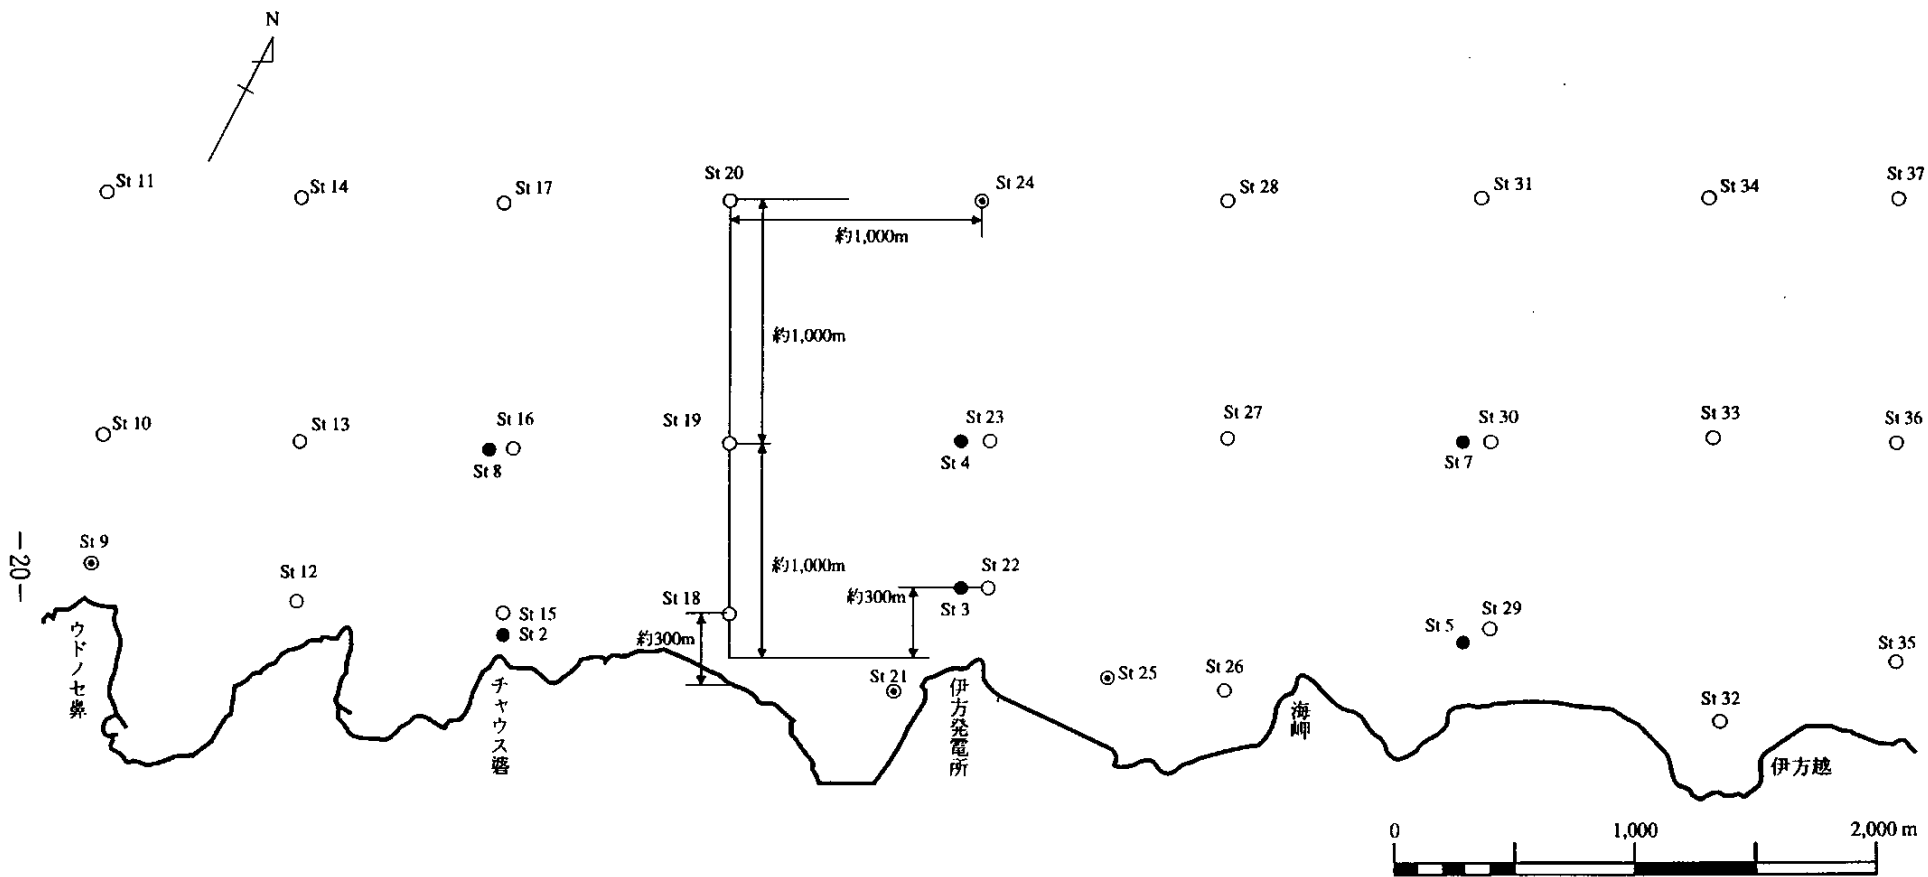 N
St 11
St 14
St 17
St 20
St 24
St 28
St 31
St 34
St 37
約1,000m
約1,000m
St 10
St 13
St 16
St 8
St 19
St 23
St 4
St 27
St 30
St 7
St 33
St 36
St 9
St 12
St 15
St 2
St 18
約1,000m
約300m
St 22
St 3
約300m
St 29
St 5
St 21
St 25
St 26
St 35
St 32
ウドノセ鼻
チャウス碆
伊方発電所
海岬
伊方越
0 1,000 2,000 m
-20-